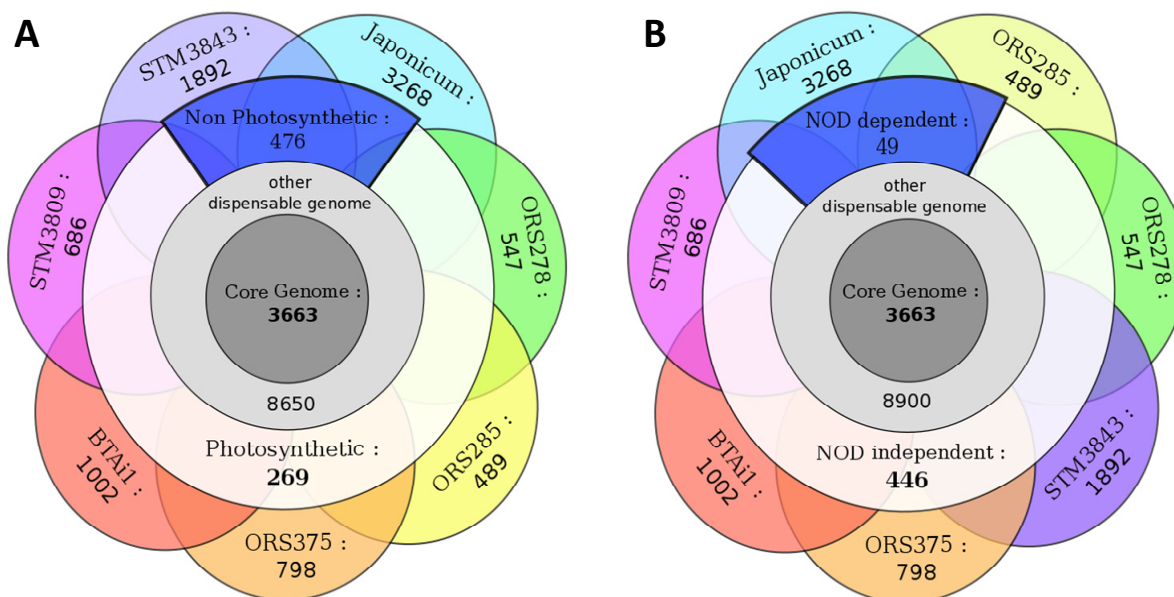 A
STM3843 :
1892
Japonicum :
3268
Non Photosynthetic :
476
other
dispensable genome
STM3809 :
686
ORS278 :
547
Core Genome :
3663
8650
Photosynthetic :
269
BTAi1 :
1002
ORS285 :
489
ORS375 :
798
B
Japonicum :
3268
ORS285 :
489
NOD dependent :
49
other
dispensable genome
STM3809 :
686
ORS278 :
547
Core Genome :
3663
8900
NOD independent :
446
BTAi1 :
1002
STM3843 :
1892
ORS375 :
798